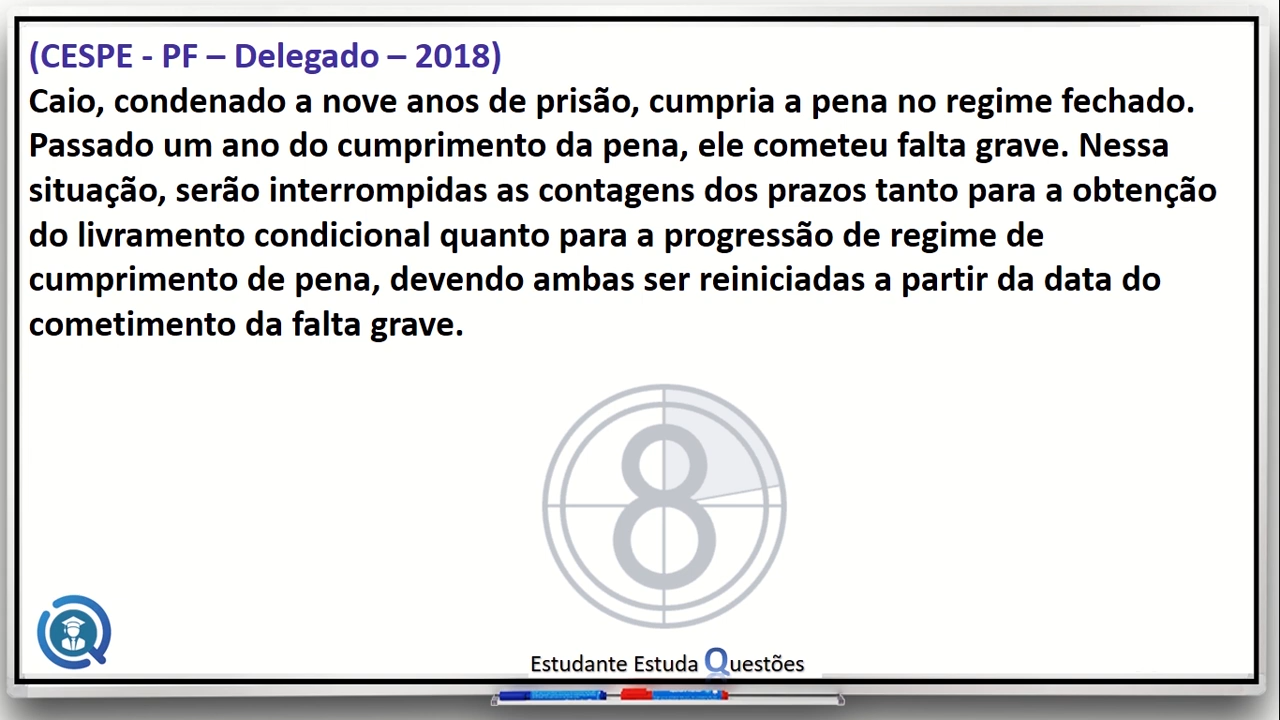 (CESPE - PF – Delegado – 2018)
Caio, condenado a nove anos de prisão, cumpria a pena no regime fechado.
Passado um ano do cumprimento da pena, ele cometeu falta grave. Nessa
situação, serão interrompidas as contagens dos prazos tanto para a obtenção
do livramento condicional quanto para a progressão de regime de
cumprimento de pena, devendo ambas ser reiniciadas a partir da data do
cometimento da falta grave.
8
Estudante Estuda Questões